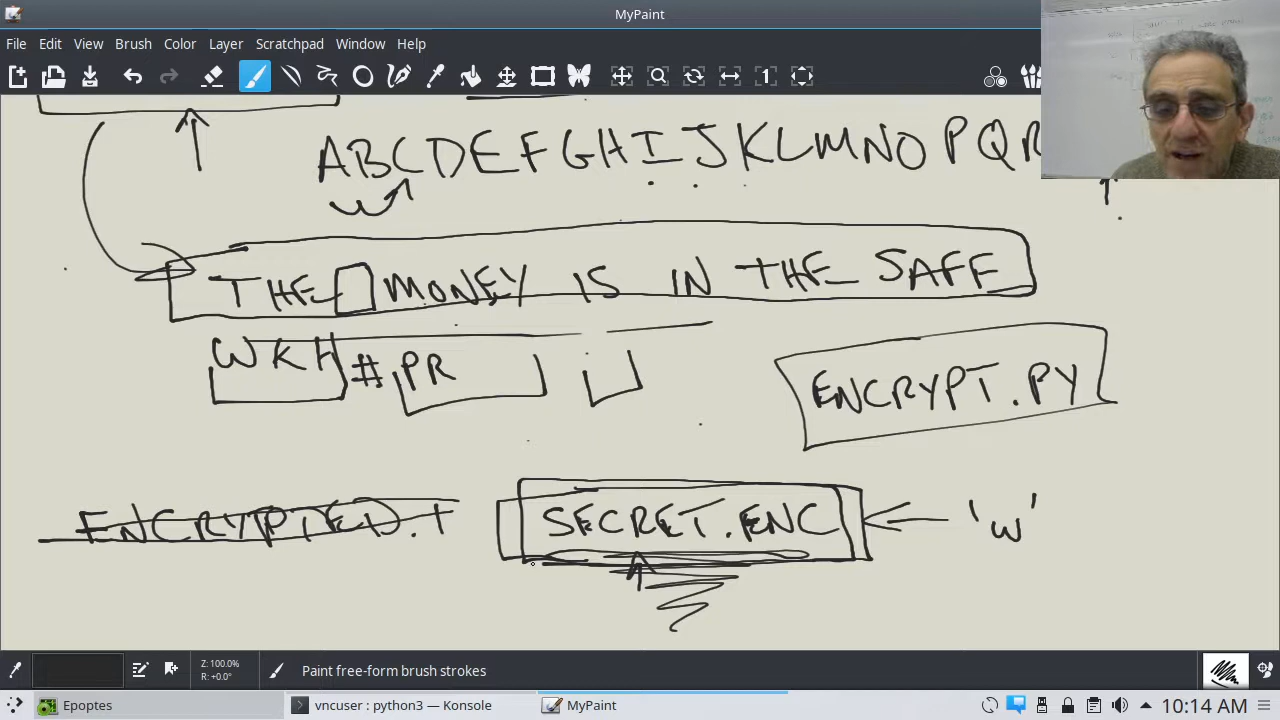 MyPaint
File Edit View Brush Color Layer Scratchpad Window Help
ABCDEFGHIJKLMNOPQR
THE MONEY IS IN THE SAFE
WKH # PR
ENCRYPT.PY
ENCRYPTED.T
SECRET.ENC
'w'
Z: 100.0%
R: +0.0°
Paint free-form brush strokes
Epoptes
vncuser : python3 — Konsole
MyPaint
10:14 AM